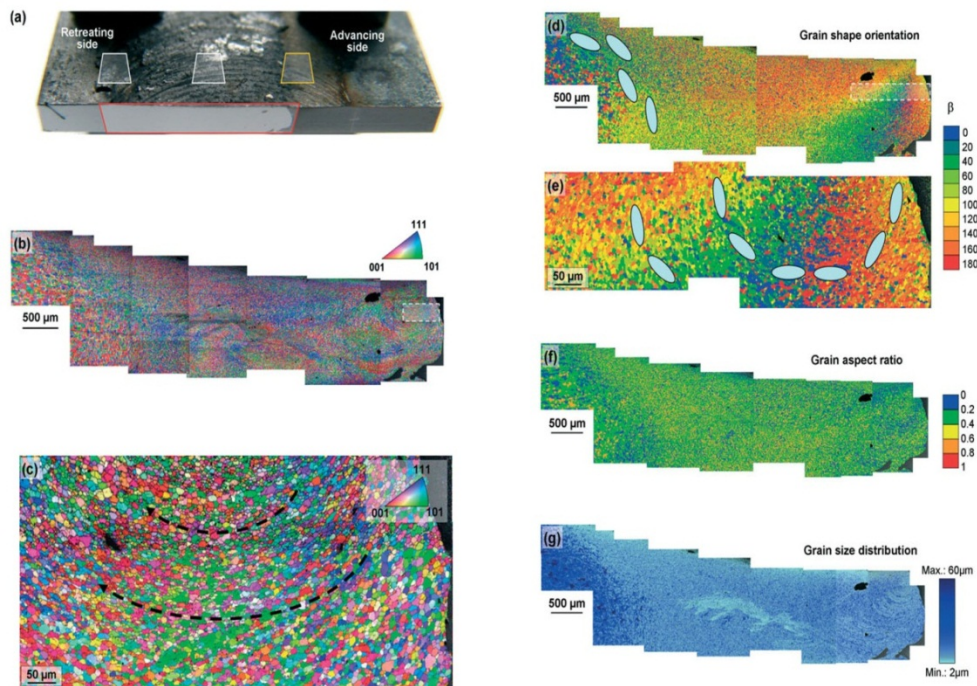 (a)
Retreating
side
Advancing
side
500 µm
(b)
111
001
101
500 µm
(c)
111
001
101
50 µm
(d)
Grain shape orientation
500 µm
β
0
20
40
60
80
100
120
140
160
180
(e)
50 µm
(f)
Grain aspect ratio
500 µm
0
0.2
0.4
0.6
0.8
1
(g)
Grain size distribution
Max.: 60µm
500 µm
Min.: 2µm